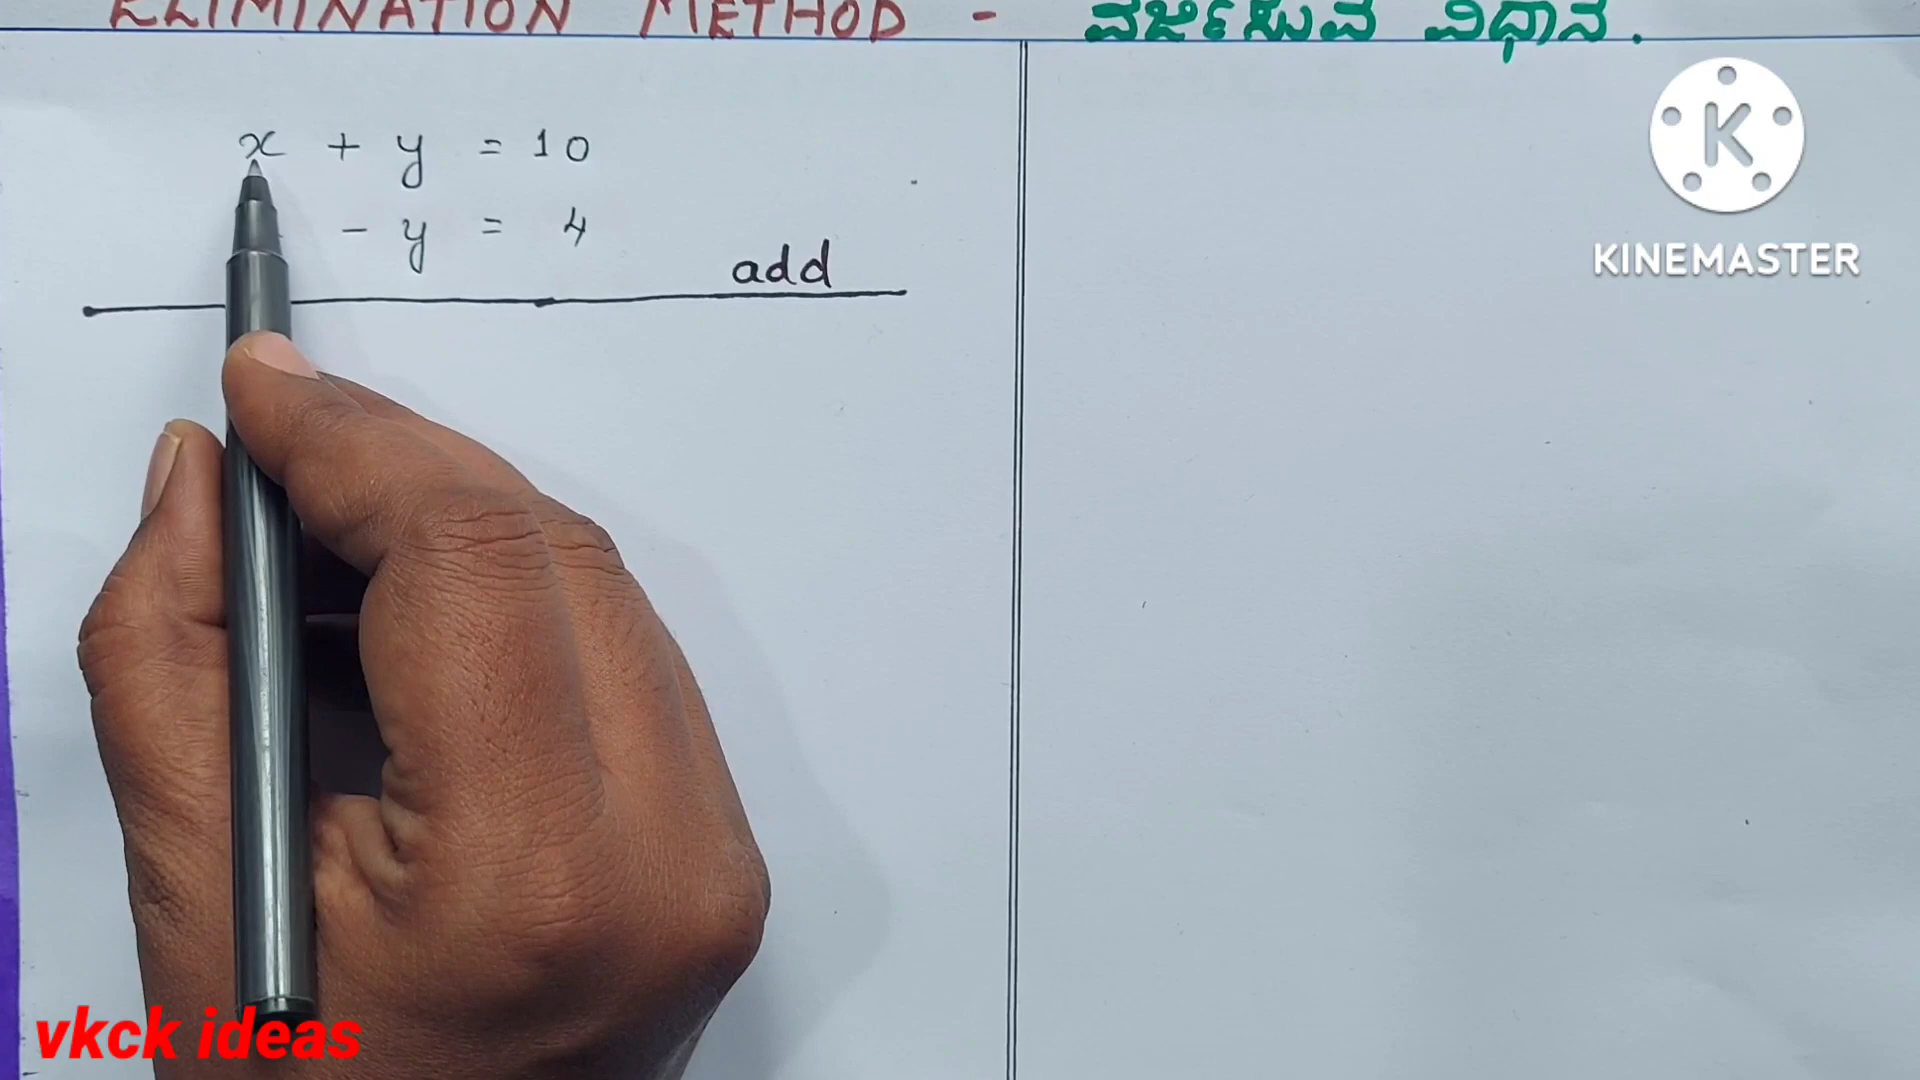 ELIMINATION METHOD - ವರ್ಜಿಸುವ ವಿಧಾನ.
x + y = 10
- y = 4
add
KINEMASTER
vkck ideas